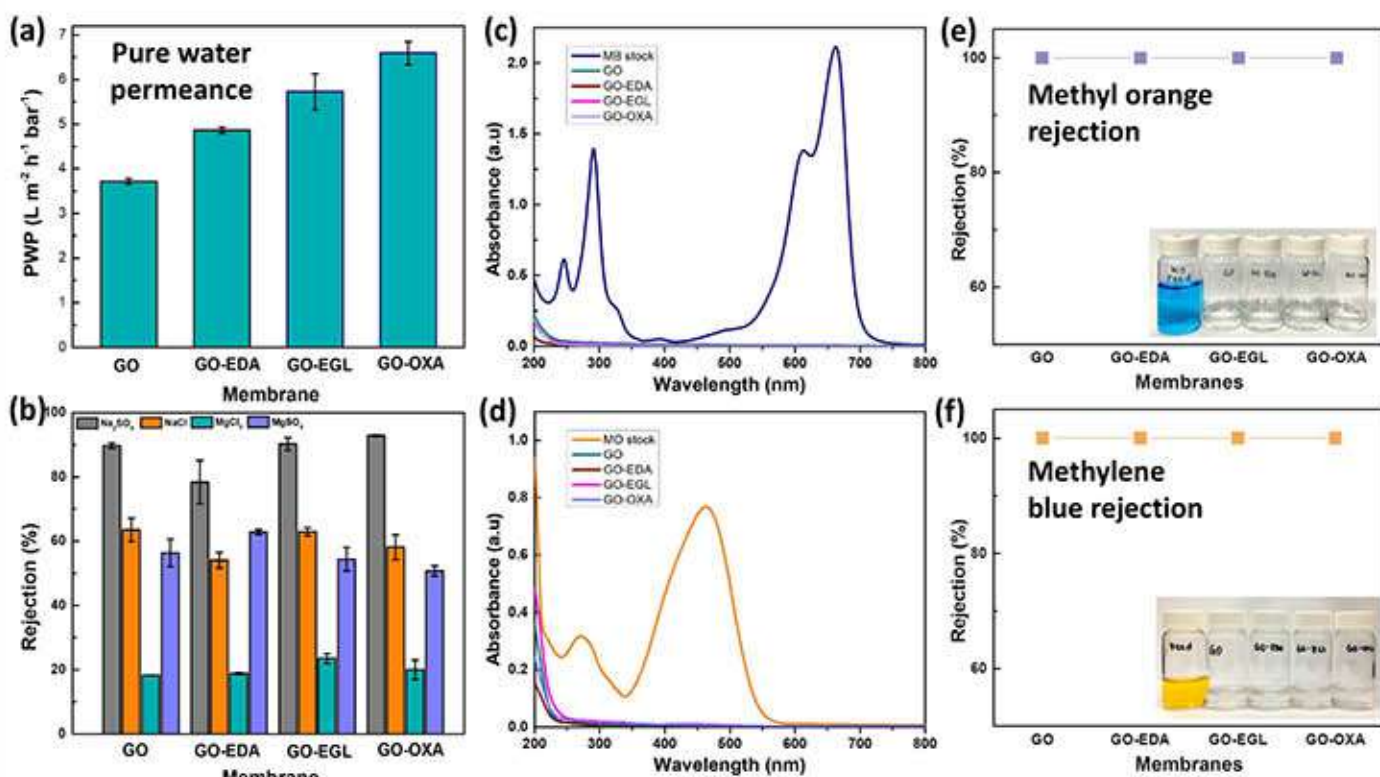 (a)
Pure water
permeance
PWP (L m⁻² h⁻¹ bar⁻¹)
7
6
5
4
3
2
1
0
GO GO-EDA GO-EGL GO-OXA
Membrane
(b)
Na₂SO₄ NaCl MgCl₂ MgSO₄
Rejection (%)
100
80
60
40
20
0
GO GO-EDA GO-EGL GO-OXA
Membrane
(c)
MB stock
GO
GO-EDA
GO-EGL
GO-OXA
Absorbance (a.u)
2.0
1.5
1.0
0.5
0.0
200 300 400 500 600 700 800
Wavelength (nm)
(d)
MO stock
GO
GO-EDA
GO-EGL
GO-OXA
Absorbance (a.u)
1.0
0.8
0.6
0.4
0.2
0.0
200 300 400 500 600 700 800
Wavelength (nm)
(e)
Methyl orange
rejection
Rejection (%)
100
80
60
GO GO-EDA GO-EGL GO-OXA
Membranes
(f)
Methylene
blue rejection
Rejection (%)
100
80
60
Feed GO
GO GO-EDA GO-EGL GO-OXA
Membranes